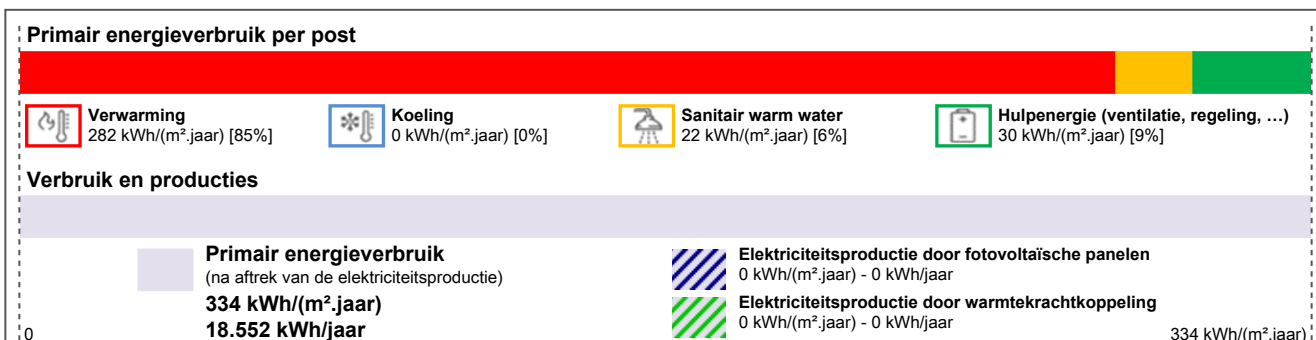 Primair energieverbruik per post
Verwarming
282 kWh/(m².jaar) [85%]
Koeling
0 kWh/(m².jaar) [0%]
Sanitair warm water
22 kWh/(m².jaar) [6%]
Hulpenergie (ventilatie, regeling, …)
30 kWh/(m².jaar) [9%]
Verbruik en producties
Primair energieverbruik
(na aftrek van de elektriciteitsproductie)
334 kWh/(m².jaar)
18.552 kWh/jaar
Elektriciteitsproductie door fotovoltaïsche panelen
0 kWh/(m².jaar) - 0 kWh/jaar
Elektriciteitsproductie door warmtekrachtkoppeling
0 kWh/(m².jaar) - 0 kWh/jaar
0
334 kWh/(m².jaar)